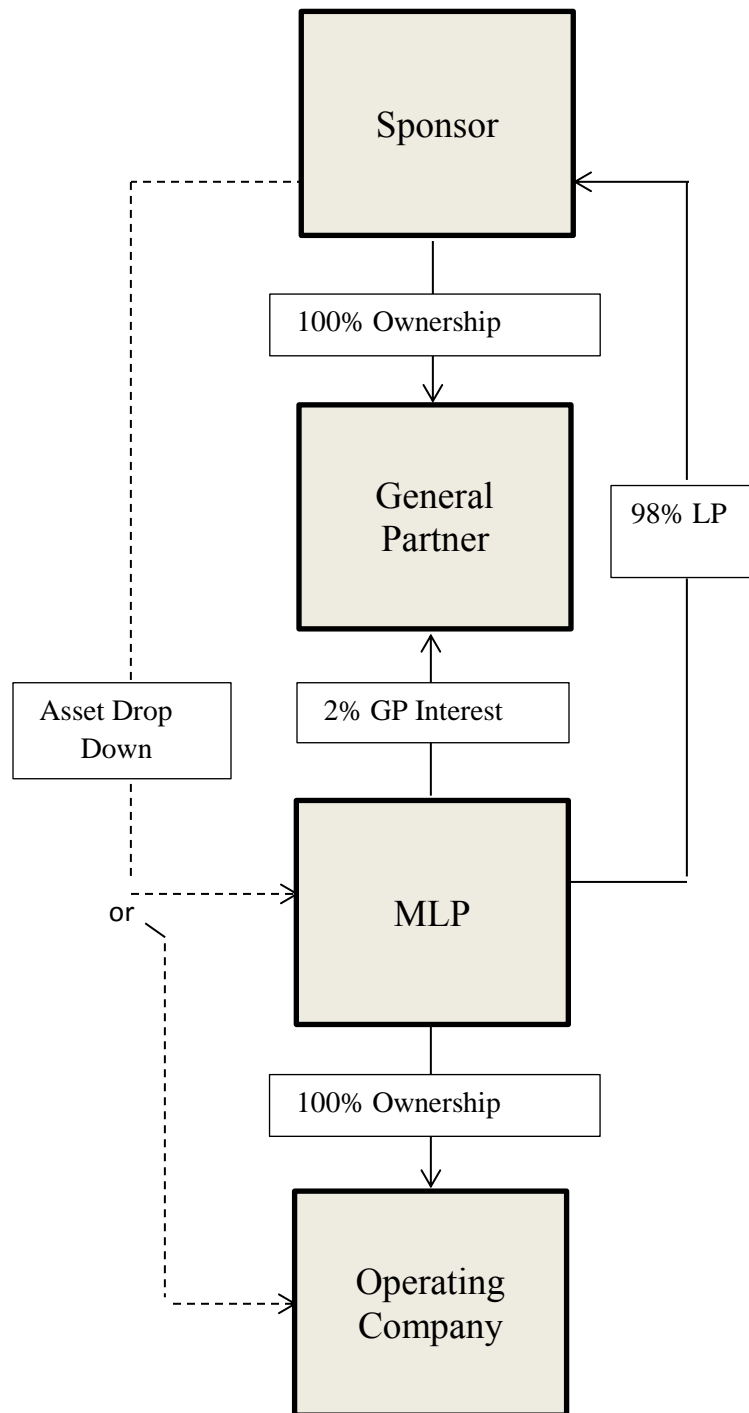 Sponsor
100% Ownership
General
Partner
98% LP
Asset Drop
Down
2% GP Interest
or
MLP
100% Ownership
Operating
Company